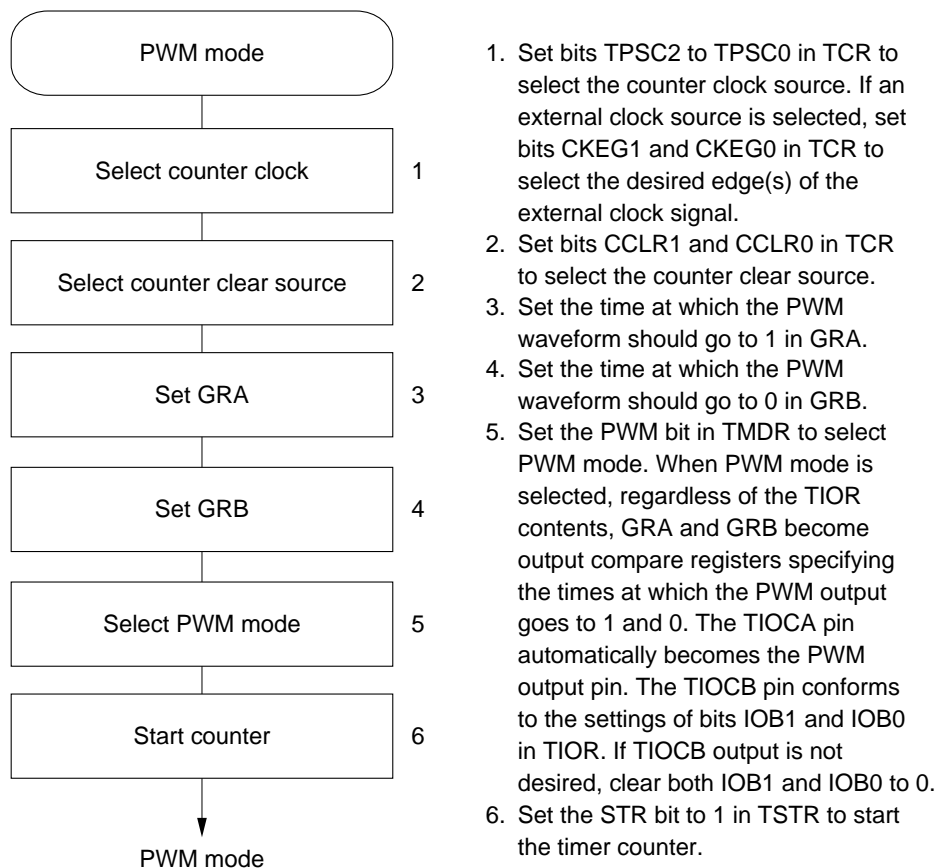 PWM mode
Select counter clock 1
Select counter clear source 2
Set GRA 3
Set GRB 4
Select PWM mode 5
Start counter 6
PWM mode
1. Set bits TPSC2 to TPSC0 in TCR to
select the counter clock source. If an
external clock source is selected, set
bits CKEG1 and CKEG0 in TCR to
select the desired edge(s) of the
external clock signal.
2. Set bits CCLR1 and CCLR0 in TCR
to select the counter clear source.
3. Set the time at which the PWM
waveform should go to 1 in GRA.
4. Set the time at which the PWM
waveform should go to 0 in GRB.
5. Set the PWM bit in TMDR to select
PWM mode. When PWM mode is
selected, regardless of the TIOR
contents, GRA and GRB become
output compare registers specifying
the times at which the PWM output
goes to 1 and 0. The TIOCA pin
automatically becomes the PWM
output pin. The TIOCB pin conforms
to the settings of bits IOB1 and IOB0
in TIOR. If TIOCB output is not
desired, clear both IOB1 and IOB0 to 0.
6. Set the STR bit to 1 in TSTR to start
the timer counter.